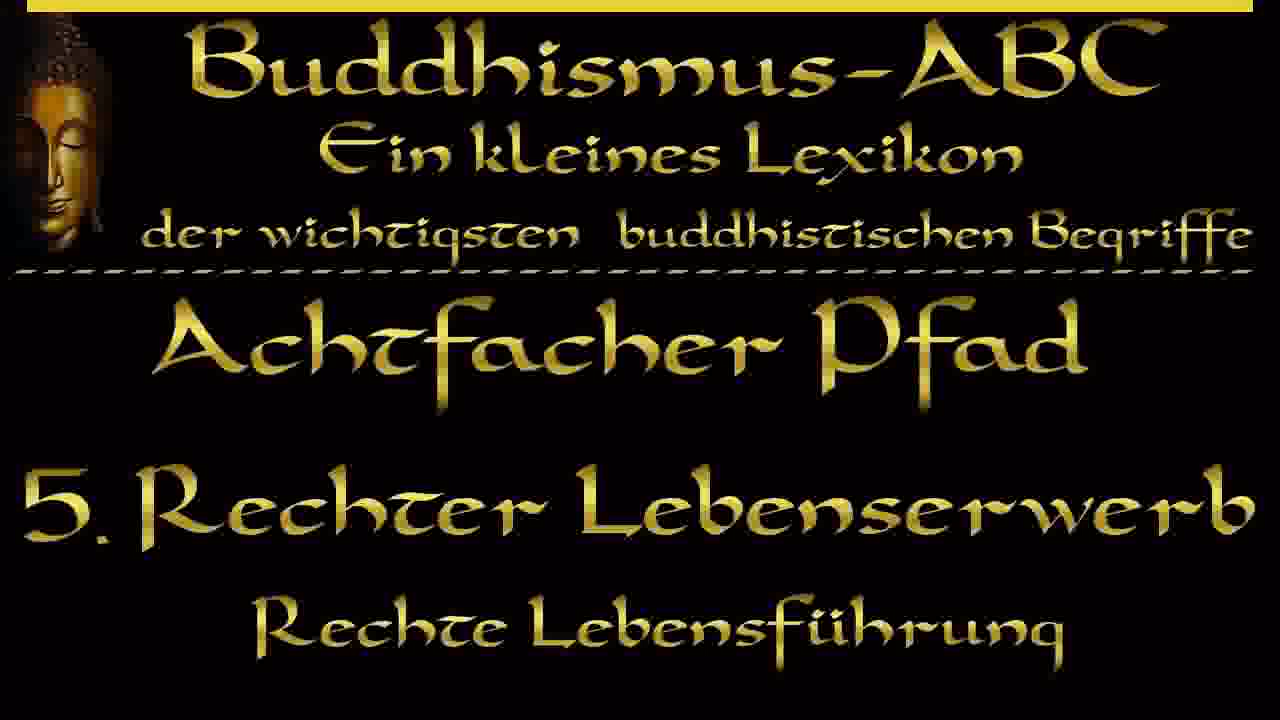 Buddhismus-ABC
Ein kleines Lexikon
der wichtigsten buddhistischen Begriffe
Achtfacher Pfad
5. Rechter Lebenserwerb
Rechte Lebensführung